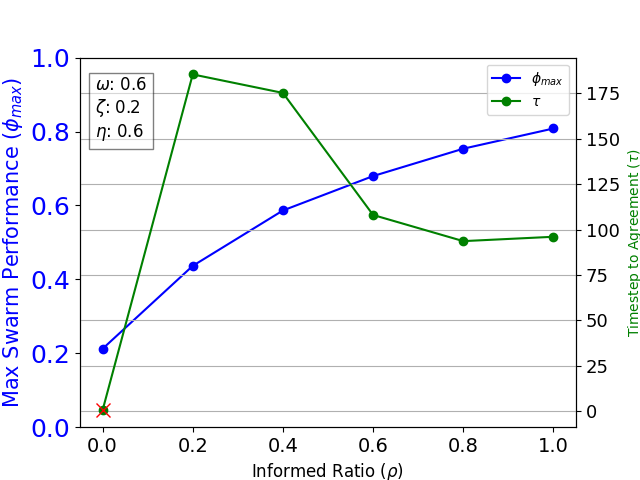 ω: 0.6
ζ: 0.2
η: 0.6
ϕmax
τ
Max Swarm Performance (ϕmax)
1.0
0.8
0.6
0.4
0.2
0.0
175
150
125
100
75
50
25
0
Timestep to Agreement (τ)
0.0 0.2 0.4 0.6 0.8 1.0
Informed Ratio (ρ)